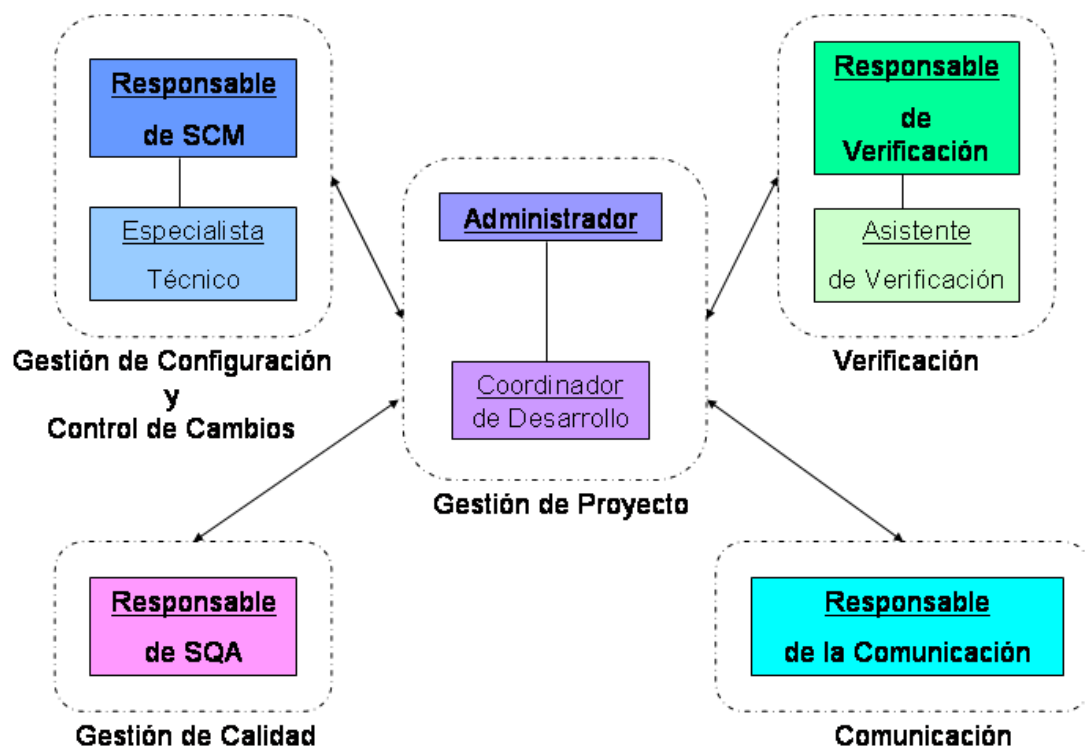 Responsable
de SCM
Especialista
Técnico
Gestión de Configuración
y
Control de Cambios
Responsable
de
Verificación
Asistente
de Verificación
Verificación
Administrador
Coordinador
de Desarrollo
Gestión de Proyecto
Responsable
de SQA
Gestión de Calidad
Responsable
de la Comunicación
Comunicación